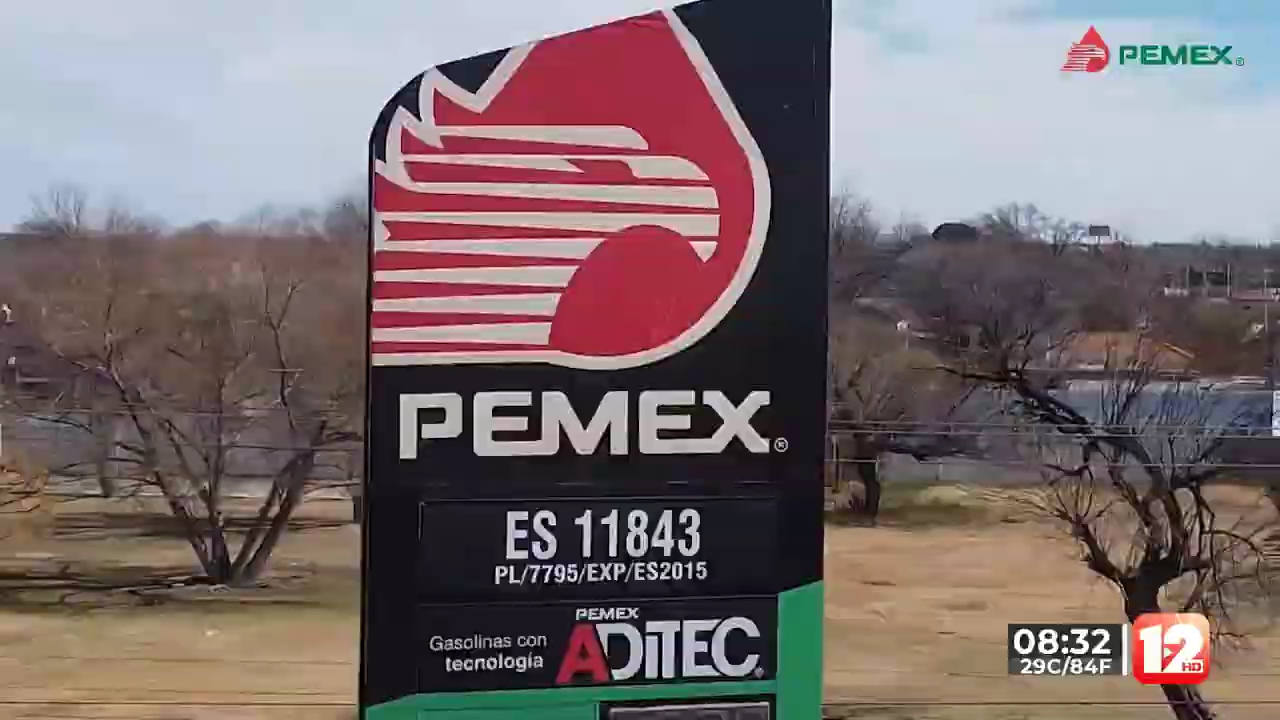 PEMEX®
PEMEX®
ES 11843
PL/7795/EXP/ES2015
PEMEX
Gasolinas con
tecnología
ADiTEC®
08:32
29C/84F
12
HD